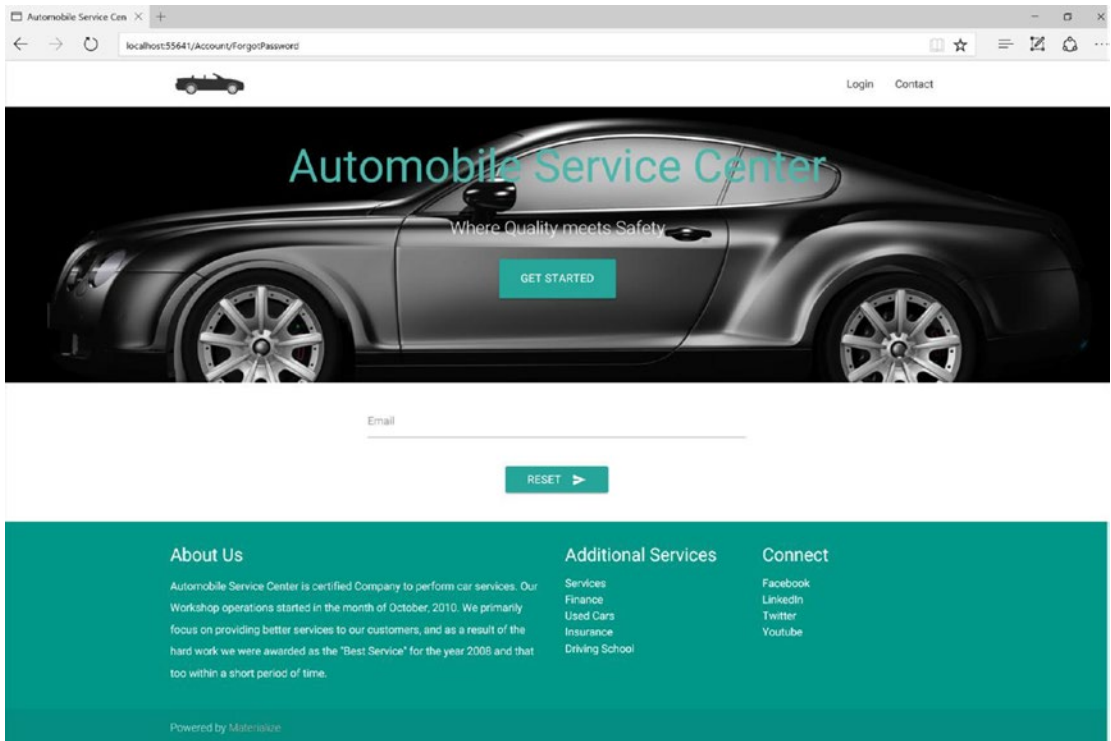 Automobile Service Cen
localhost:55641/Account/ForgotPassword
Login Contact
Automobile Service Center
Where Quality meets Safety
GET STARTED
Email
RESET
About Us
Automobile Service Center is certified Company to perform car services. Our
Workshop operations started in the month of October, 2010. We primarily
focus on providing better services to our customers, and as a result of the
hard work we were awarded as the "Best Service" for the year 2008 and that
too within a short period of time.
Additional Services
Services
Finance
Used Cars
Insurance
Driving School
Connect
Facebook
LinkedIn
Twitter
Youtube
Powered by Materialize